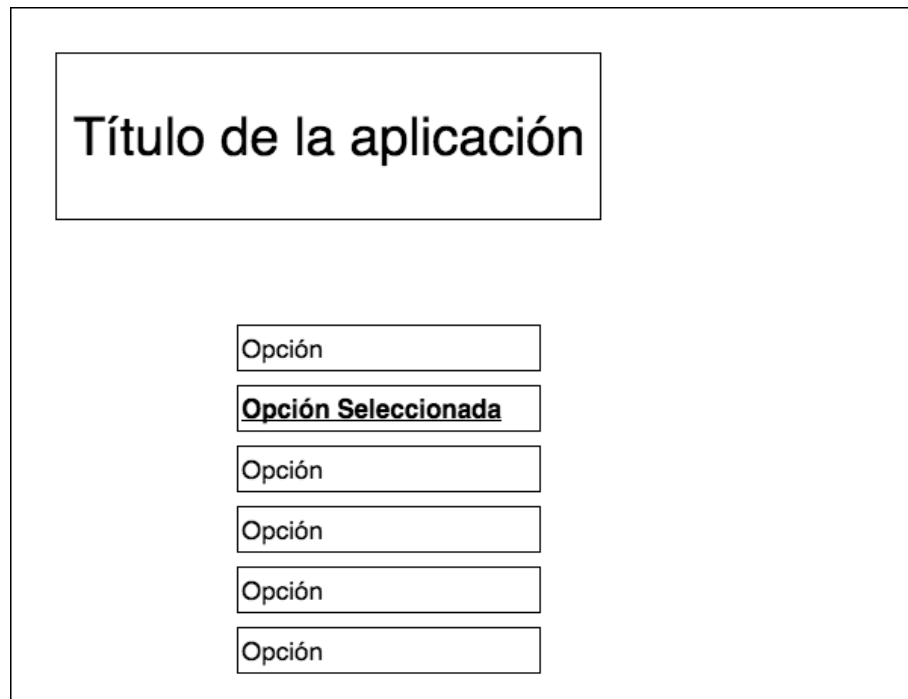 Título de la aplicación
Opción
Opción Seleccionada
Opción
Opción
Opción
Opción